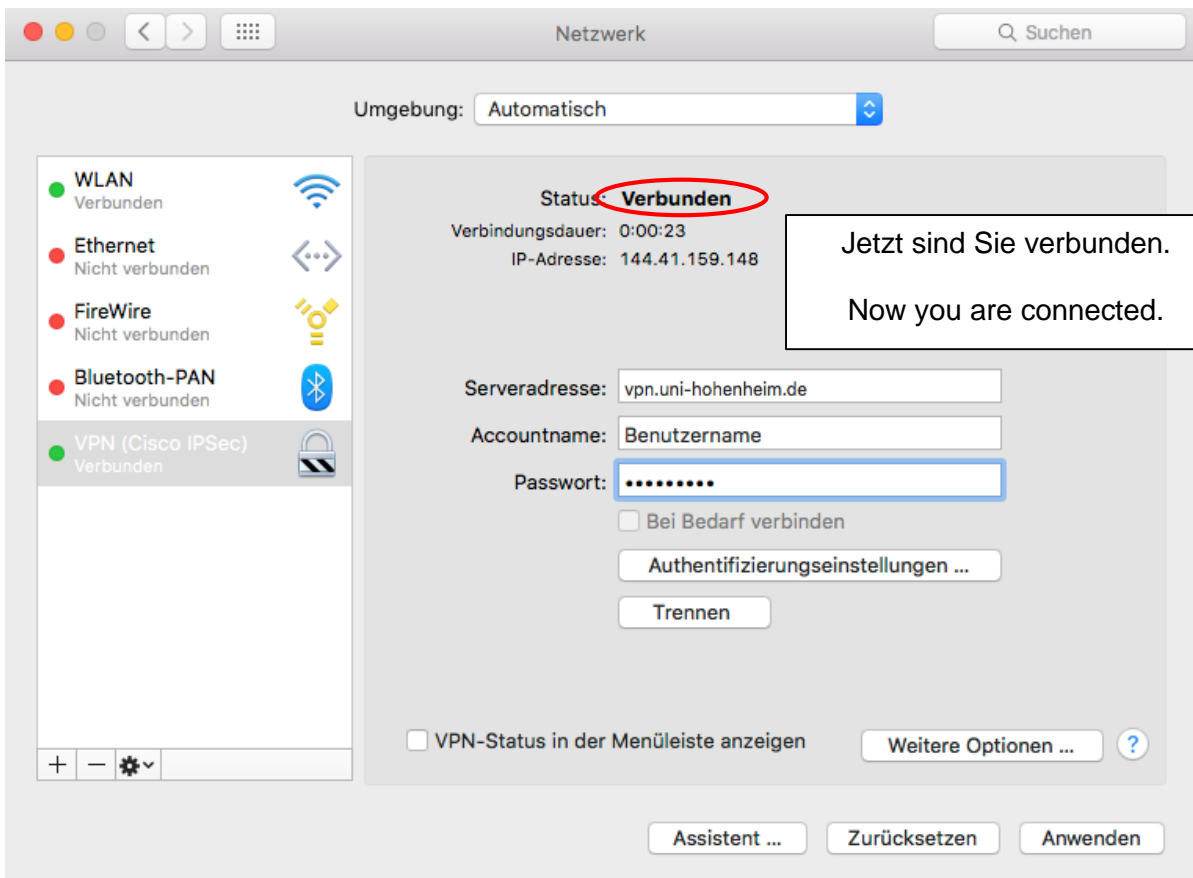 Netzwerk
Suchen
Umgebung: Automatisch
WLAN
Verbunden
Ethernet
Nicht verbunden
FireWire
Nicht verbunden
Bluetooth-PAN
Nicht verbunden
VPN (Cisco IPSec)
Verbunden
Status: Verbunden
Verbindungsdauer: 0:00:23
IP-Adresse: 144.41.159.148
Jetzt sind Sie verbunden.
Now you are connected.
Serveradresse: vpn.uni-hohenheim.de
Accountname: Benutzername
Passwort: •••••••••
Bei Bedarf verbinden
Authentifizierungseinstellungen ...
Trennen
VPN-Status in der Menüleiste anzeigen
Weitere Optionen ... ?
Assistent ... Zurücksetzen Anwenden